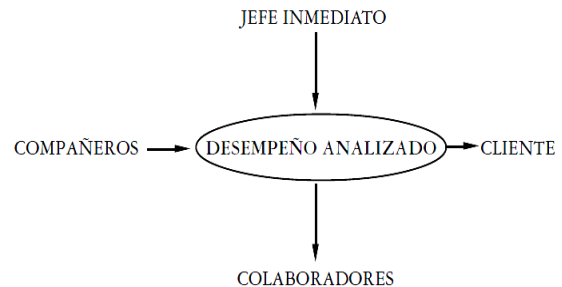 JEFE INMEDIATO
COMPAÑEROS
DESEMPEÑO ANALIZADO
CLIENTE
COLABORADORES